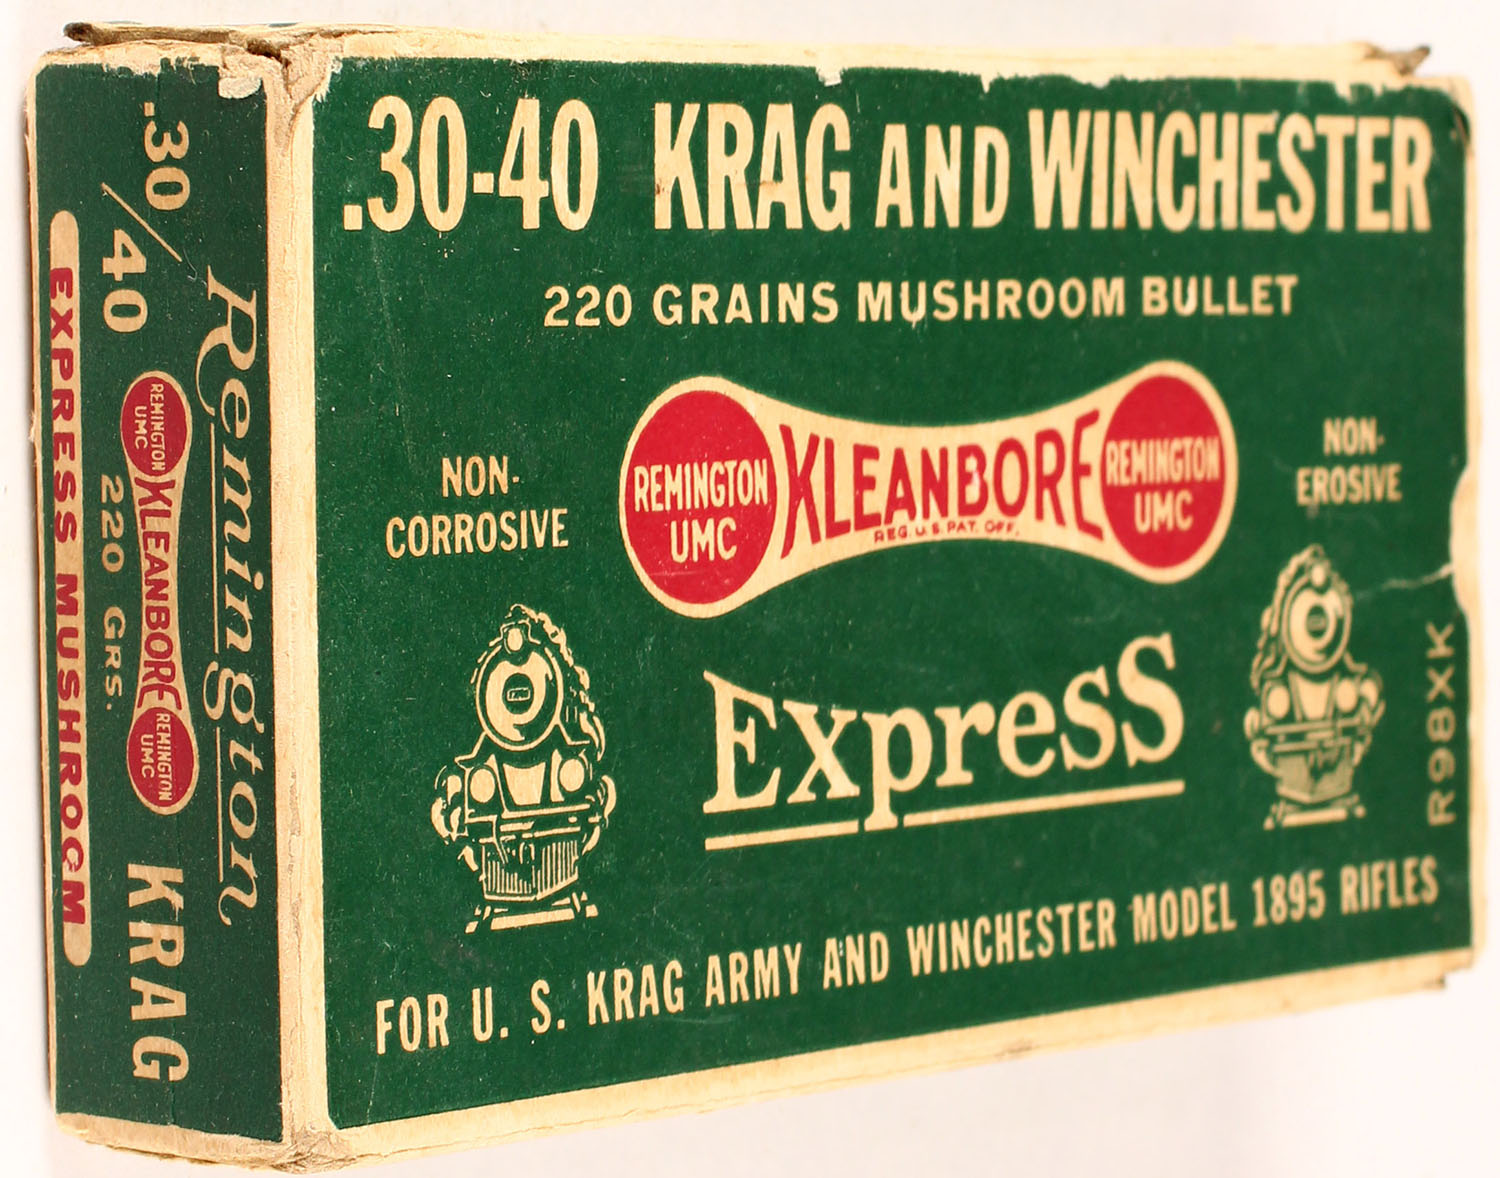 .30-40 KRAG AND WINCHESTER
220 GRAINS MUSHROOM BULLET
NON-
CORROSIVE
REMINGTON
UMC
KLEANBORE
REG. U.S. PAT. OFF.
REMINGTON
UMC
NON-
EROSIVE
Express
R98XK
FOR U. S. KRAG ARMY AND WINCHESTER MODEL 1895 RIFLES
Remington
.30/40
REMINGTON
UMC
KLEANBORE
REMINGTON
UMC
KRAG
220 GRS.
EXPRESS MUSHROOM